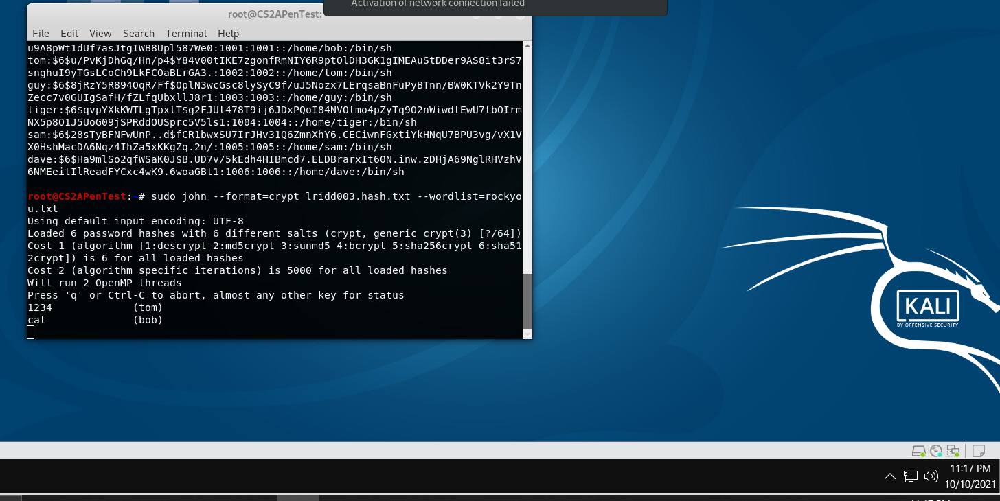 Activation of network connection failed
root@CS2APenTest:
File Edit View Search Terminal Help
u9A8pWt1dUf7asJtgIWB8Upl587We0:1001:1001::/home/bob:/bin/sh
tom:$6$u/PvKjDhGq/Hn/p4$Y84v00tIKE7zgonfRmNIY6R9ptOlDH3GK1gIMEAuStDDer9AS8it3rS7
snghuI9yTGsLCoCh9LkFCOaBLrGA3.:1002:1002::/home/tom:/bin/sh
guy:$6$8jRzY5R894OqR/Ff$OplN3wcGsc8lySyC9f/uJ5Nozx7LErqsaBnFuPyBTnn/BW0KTVk2Y9Tn
Zecc7v0GUIgSafH/fZLfqUbxllJ8r1:1003:1003::/home/guy:/bin/sh
tiger:$6$qvpYXkKWTLgTpxlT$g2FJUt478T9ij6JDxPQoI84NVOtmo4pZyTq9O2nWiwdtEwU7tbOIrm
NX5p8O1J5UoG09jSPRddOUSprc5V5ls1:1004:1004::/home/tiger:/bin/sh
sam:$6$28sTyBFNFwUnP..d$fCR1bwxSU7IrJHv31Q6ZmnXhY6.CECiwnFGxtiYkHNqU7BPU3vg/vX1V
X0HshMacDA6Nqz4IhZa5xKKgZq.2n/:1005:1005::/home/sam:/bin/sh
dave:$6$Ha9mlSo2qfWSaK0J$B.UD7v/5kEdh4HIBmcd7.ELDBrarxIt60N.inw.zDHjA69NglRHVzhV
6NMEeitIlReadFYCxc4wK9.6woaGBt1:1006:1006::/home/dave:/bin/sh
root@CS2APenTest:~# sudo john --format=crypt lridd003.hash.txt --wordlist=rockyo
u.txt
Using default input encoding: UTF-8
Loaded 6 password hashes with 6 different salts (crypt, generic crypt(3) [?/64])
Cost 1 (algorithm [1:descrypt 2:md5crypt 3:sunmd5 4:bcrypt 5:sha256crypt 6:sha51
2crypt]) is 6 for all loaded hashes
Cost 2 (algorithm specific iterations) is 5000 for all loaded hashes
Will run 2 OpenMP threads
Press 'q' or Ctrl-C to abort, almost any other key for status
1234 (tom)
cat (bob)
KALI
BY OFFENSIVE SECURITY
11:17 PM
10/10/2021